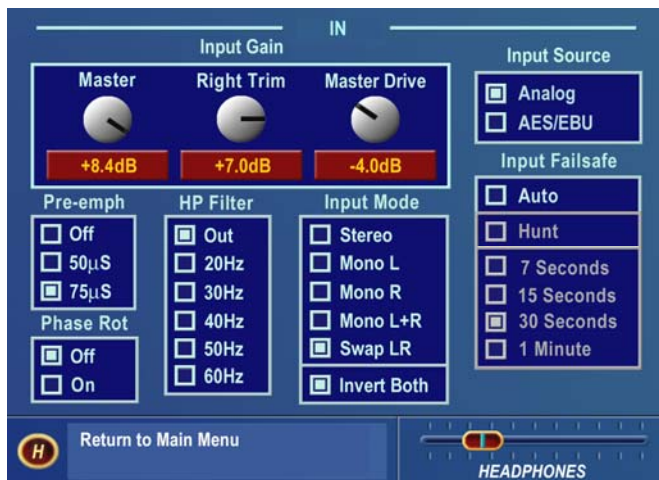 IN
Input Gain
Master
Right Trim
Master Drive
+8.4dB
+7.0dB
-4.0dB
Input Source
Analog
AES/EBU
Input Failsafe
Auto
Hunt
7 Seconds
15 Seconds
30 Seconds
1 Minute
Pre-emph
Off
50µS
75µS
Phase Rot
Off
On
HP Filter
Out
20Hz
30Hz
40Hz
50Hz
60Hz
Input Mode
Stereo
Mono L
Mono R
Mono L+R
Swap LR
Invert Both
H
Return to Main Menu
HEADPHONES